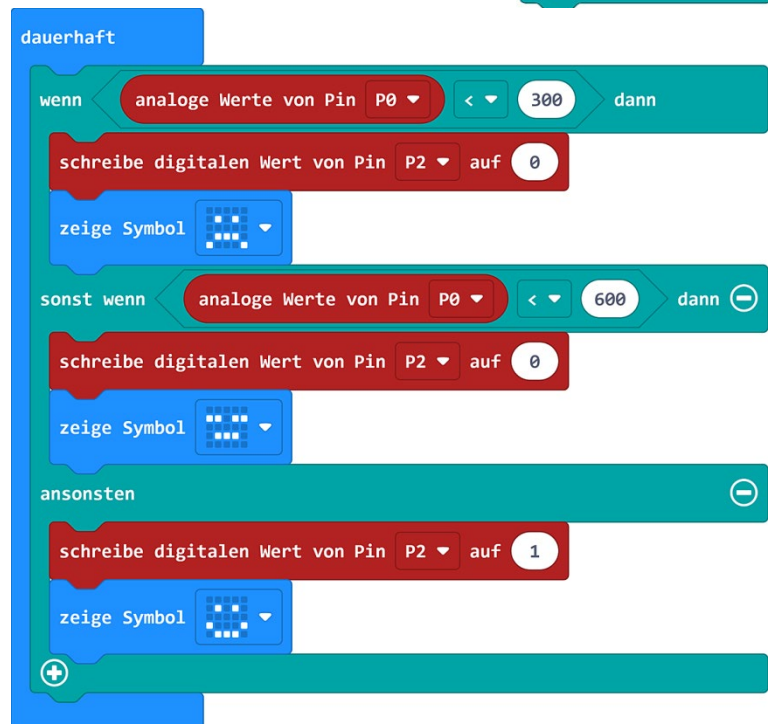 dauerhaft
wenn analoge Werte von Pin P0 < 300 dann
schreibe digitalen Wert von Pin P2 auf 0
zeige Symbol
sonst wenn analoge Werte von Pin P0 < 600 dann
schreibe digitalen Wert von Pin P2 auf 0
zeige Symbol
ansonsten
schreibe digitalen Wert von Pin P2 auf 1
zeige Symbol